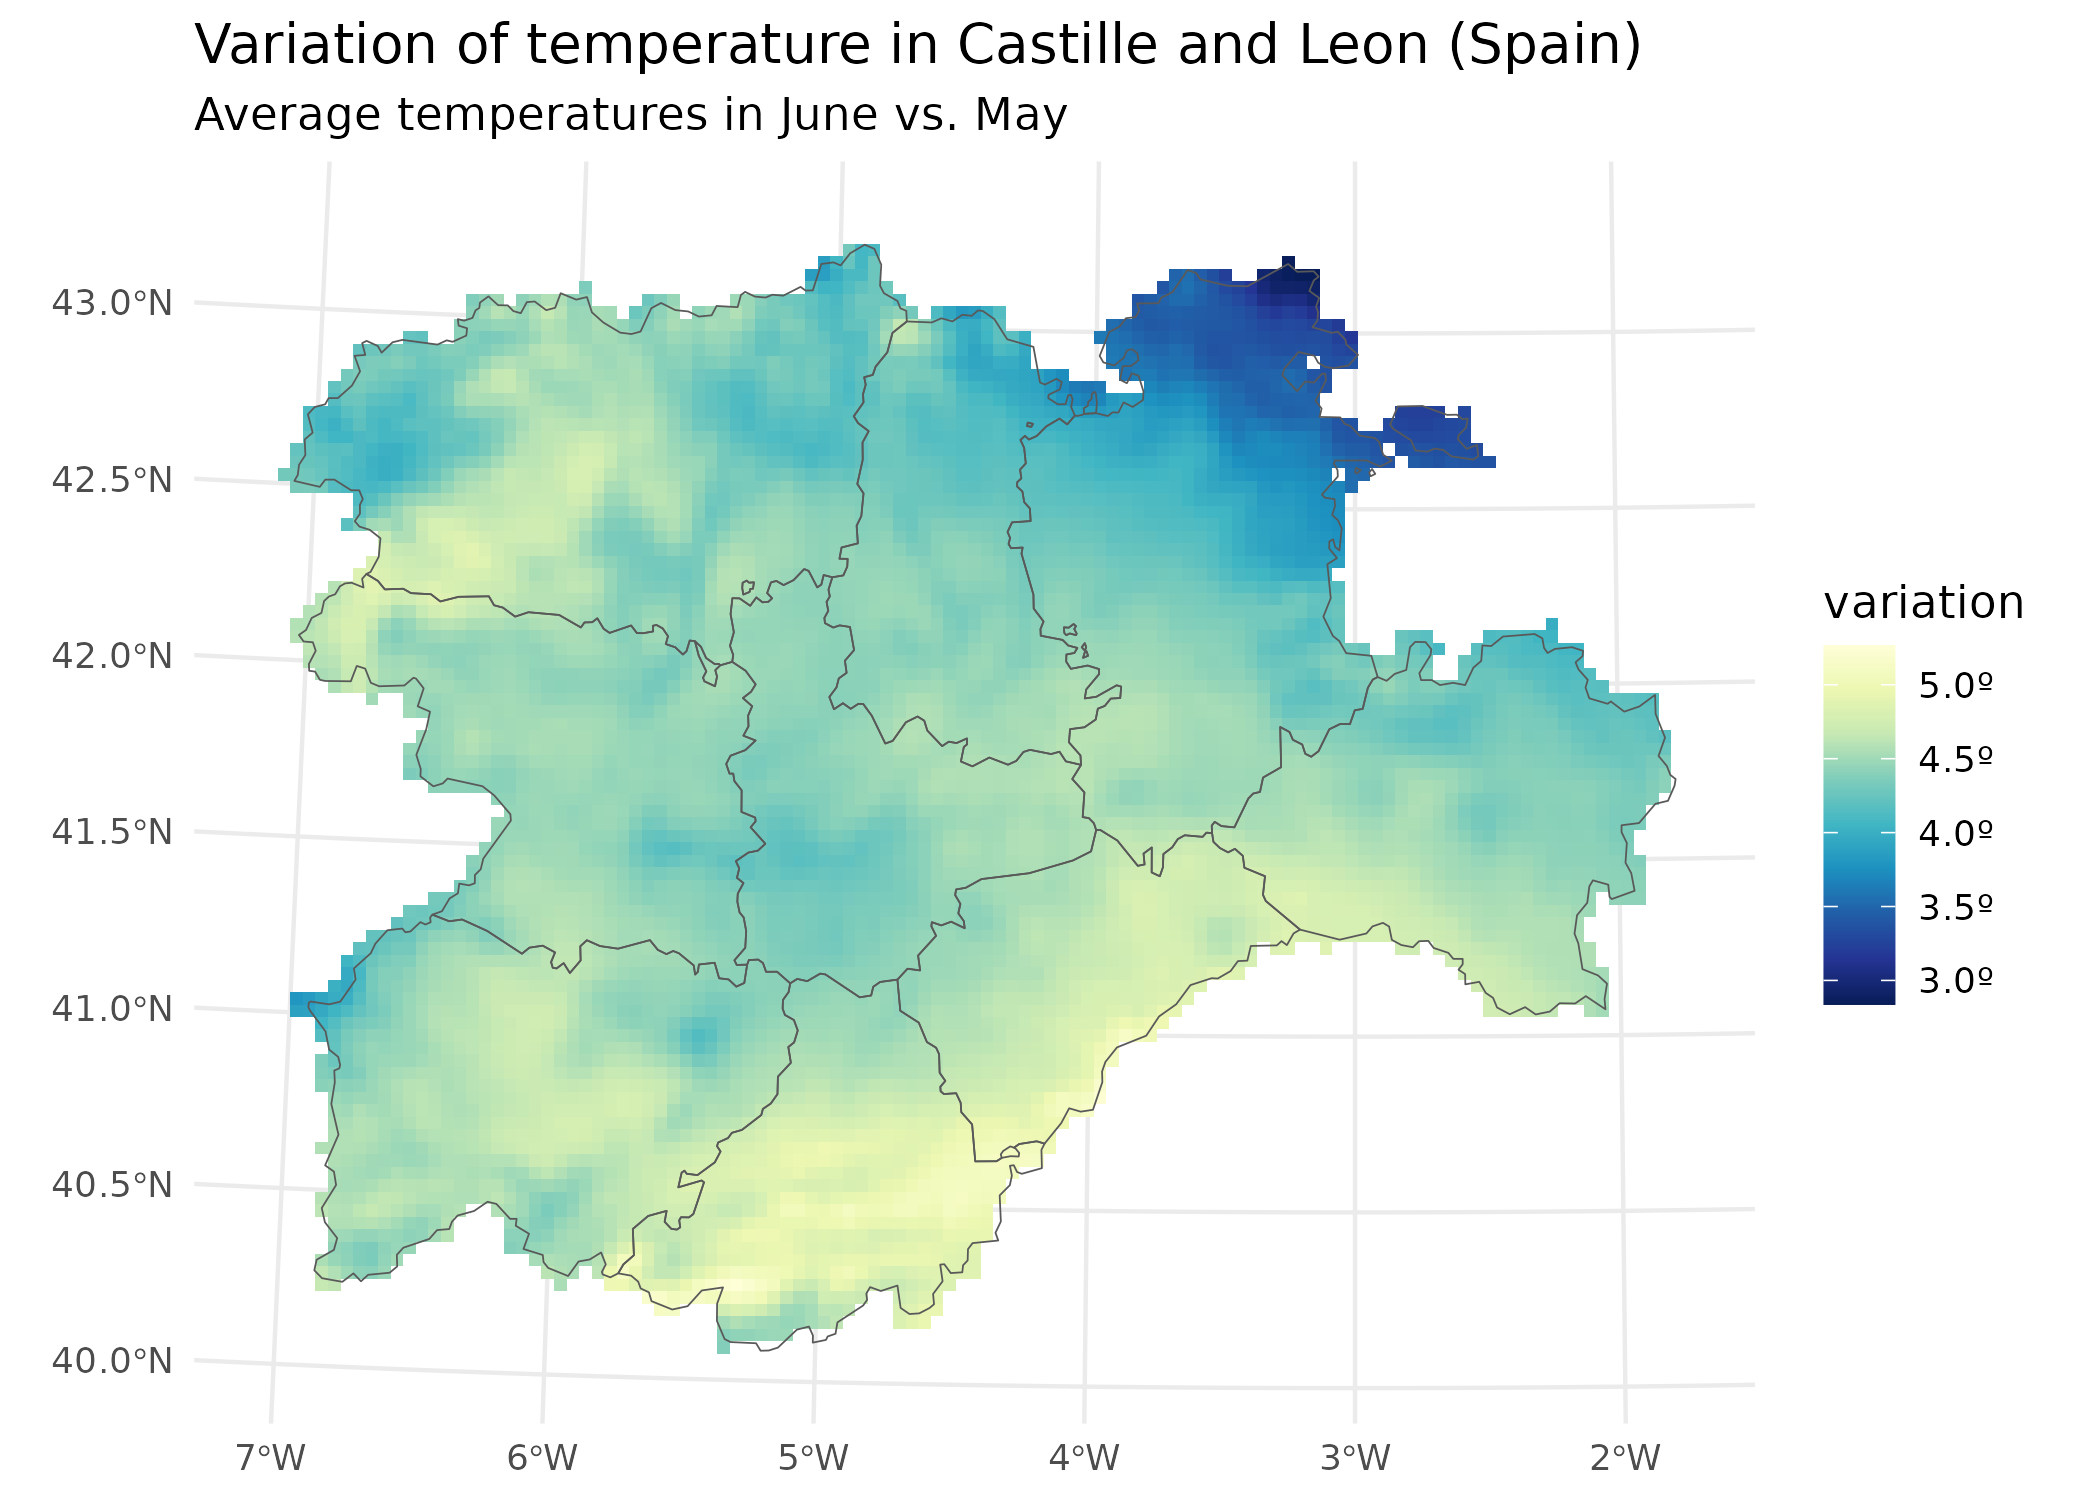 Variation of temperature in Castille and Leon (Spain)
Average temperatures in June vs. May
43.0°N
42.5°N
42.0°N
41.5°N
41.0°N
40.5°N
40.0°N
7°W 6°W 5°W 4°W 3°W 2°W
variation
5.0º
4.5º
4.0º
3.5º
3.0º